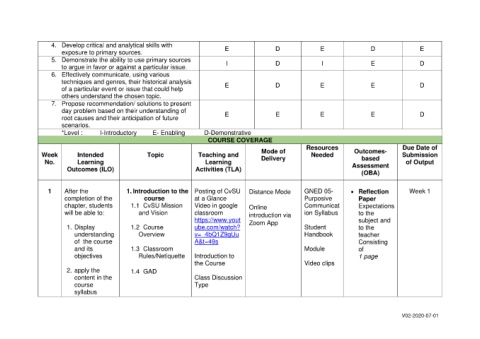 4. Develop critical and analytical skills with
exposure to primary sources.
E D E D E
5. Demonstrate the ability to use primary sources
to argue in favor or against a particular issue.
I D I E D
6. Effectively communicate, using various
techniques and genres, their historical analysis
of a particular event or issue that could help
others understand the chosen topic.
E D E E D
7. Propose recommendation/ solutions to present
day problem based on their understanding of
root causes and their anticipation of future
scenarios.
E E E E D
*Level : I-Introductory E- Enabling D-Demonstrative
COURSE COVERAGE
Week
No.
Intended
Learning
Outcomes (ILO)
Topic
Teaching and
Learning
Activities (TLA)
Mode of
Delivery
Resources
Needed
Outcomes-
based
Assessment
(OBA)
Due Date of
Submission
of Output
1
After the
completion of the
chapter, students
will be able to:
1. Display
understanding
of the course
and its
objectives
2. apply the
content in the
course
syllabus
1. Introduction to the
course
1.1 CvSU Mission
and Vision
1.2 Course
Overview
1.3 Classroom
Rules/Netiquette
1.4 GAD
Posting of CvSU
at a Glance
Video in google
classroom
https://www.yout
ube.com/watch?
A&t=49s
Introduction to
the Course
Class Discussion
Type
Distance Mode
Online
introduction via
Zoom App
GNED 05-
Purposive
Communicat
ion Syllabus
Student
Handbook
Module
Video clips
• Reflection
Paper
Expectations
to the
subject and
to the
teacher
Consisting
of
1 page
Week 1
V02-2020-57-01